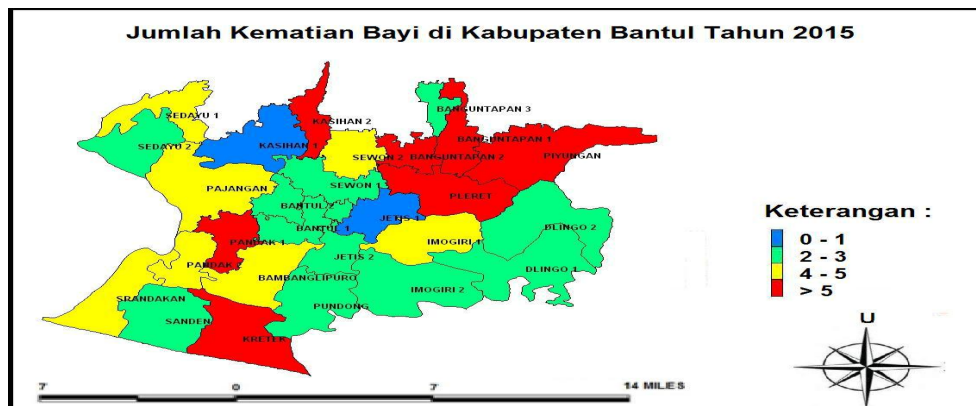 Jumlah Kematian Bayi di Kabupaten Bantul Tahun 2015
SEDAYU 1
BANGUNTAPAN 3
KASIHAN 2
SEDAYU 2
KASIHAN 1
BANGUNTAPAN 1
SEWON 2
BANGUNTAPAN 2
PIYUNGAN
PAJANGAN
SEWON 1
PLERET
BANTUL 2
JETIS 1
BANTUL 1
DLINGO 2
PANDAK 1
IMOGIRI 1
JETIS 2
PANDAK
BAMBANGLIPURO
DLINGO 1
IMOGIRI 2
SRANDAKAN
PUNDONG
SANDEN
KRETEK
Keterangan :
0 - 1
2 - 3
4 - 5
> 5
U
7 0 7 14 MILES